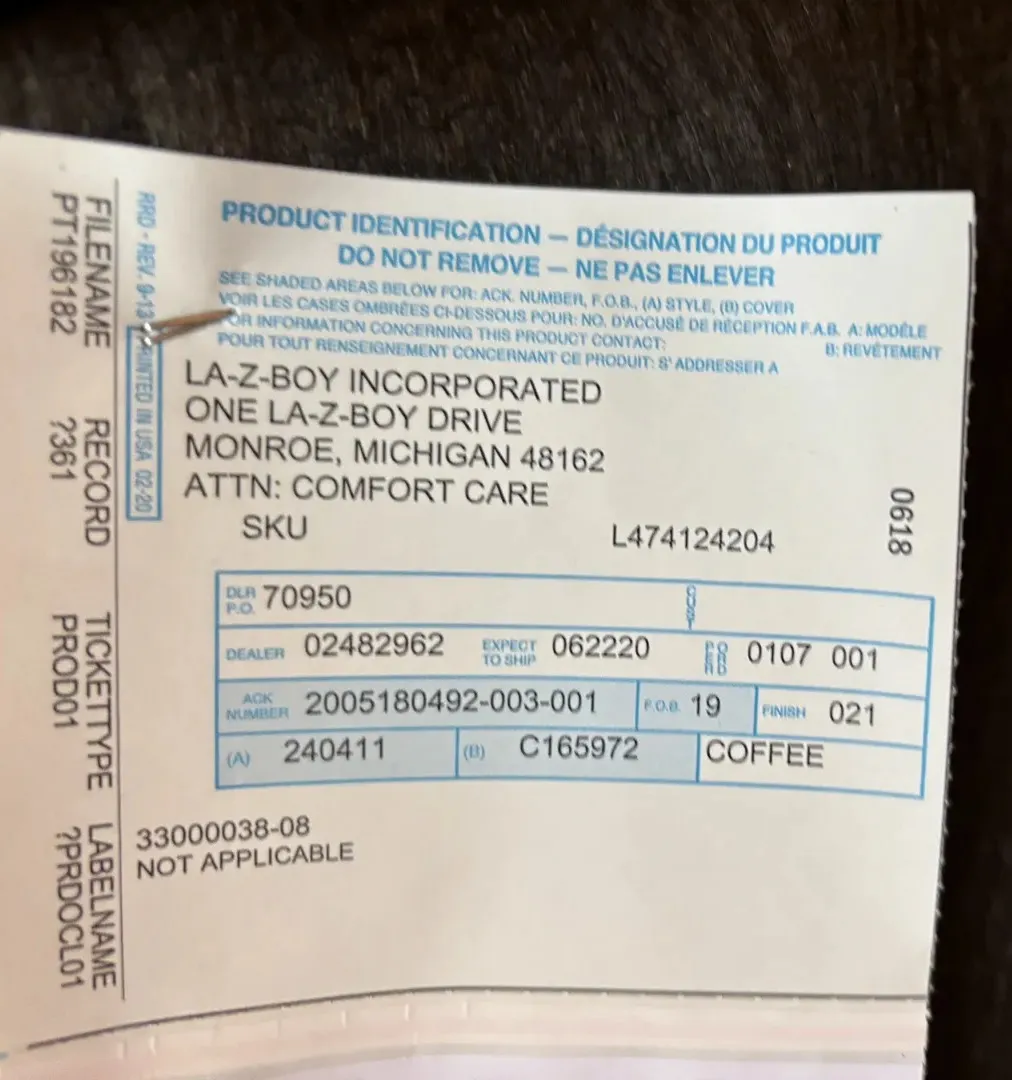 PRODUCT IDENTIFICATION — DÉSIGNATION DU PRODUIT
DO NOT REMOVE — NE PAS ENLEVER
SEE SHADED AREAS BELOW FOR: ACK. NUMBER, F.O.B., (A) STYLE, (B) COVER
VOIR LES CASES OMBRÉES CI-DESSOUS POUR: NO. D'ACCUSÉ DE RÉCEPTION F.A.B. A: MODÈLE
B: REVÊTEMENT
FOR INFORMATION CONCERNING THIS PRODUCT CONTACT:
POUR TOUT RENSEIGNEMENT CONCERNANT CE PRODUIT: S'ADDRESSER A
LA-Z-BOY INCORPORATED
ONE LA-Z-BOY DRIVE
MONROE, MICHIGAN 48162
ATTN: COMFORT CARE
SKU L474124204
0618
DLR P.O. 70950 CUST
DEALER 02482962 EXPECT TO SHIP 062220 0107 001
ACK NUMBER 2005180492-003-001 F.O.B. 19 FINISH 021
(A) 240411 (B) C165972 COFFEE
33000038-08
NOT APPLICABLE
RRD - REV. 9-13 PRINTED IN USA 02-20
FILENAME RECORD TICKETTYPE LABELNAME
PT196182 ?361 PROD01 ?PRDOCL01